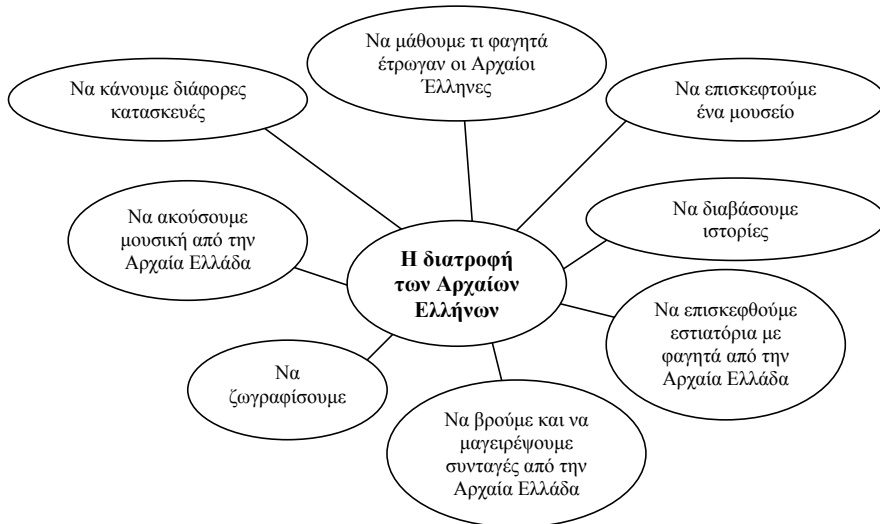 Να μάθουμε τι φαγητά
έτρωγαν οι Αρχαίοι
Έλληνες
Να κάνουμε διάφορες
κατασκευές
Να επισκεφτούμε
ένα μουσείο
Να ακούσουμε
μουσική από την
Αρχαία Ελλάδα
Να διαβάσουμε
ιστορίες
Η διατροφή
των Αρχαίων
Ελλήνων
Να επισκεφθούμε
εστιατόρια με
φαγητά από την
Αρχαία Ελλάδα
Να
ζωγραφίσουμε
Να βρούμε και να
μαγειρέψουμε
συνταγές από την
Αρχαία Ελλάδα